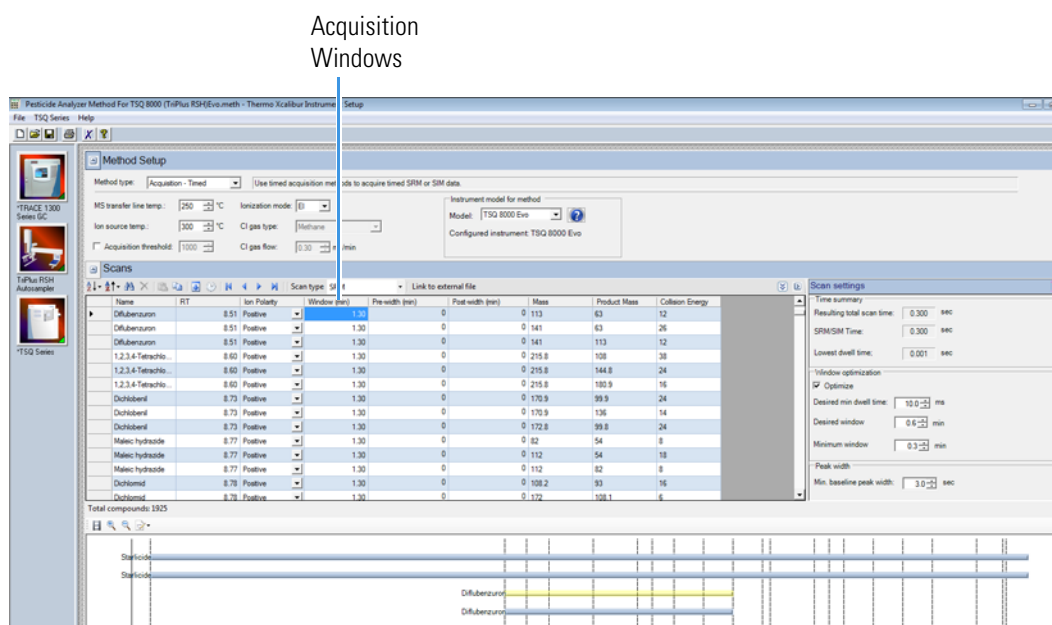 Acquisition
Windows
Pesticide Analyzer Method For TSQ 8000 (TriPlus RSH)Evo.meth - Thermo Xcalibur Instrument Setup
File TSQ Series Help
Method Setup
Method type: Acquisition - Timed Use timed acquisition methods to acquire timed SRM or SIM data.
MS transfer line temp.: 250 °C Ionization mode: EI Instrument model for method
Model: TSQ 8000 Evo
Ion source temp.: 300 °C CI gas type: Methane
Configured instrument: TSQ 8000 Evo
Acquisition threshold: 1000 CI gas flow: 0.30 ml/min
*TRACE 1300
Series GC
TriPlus RSH
Autosampler
*TSQ Series
Scans
Scan type: SRM Link to external file
Name RT Ion Polarity Window (min) Pre-width (min) Post-width (min) Mass Product Mass Collision Energy
Diflubenzuron 8.51 Positive 1.30 0 0 113 63 12
Diflubenzuron 8.51 Positive 1.30 0 0 141 63 26
Diflubenzuron 8.51 Positive 1.30 0 0 141 113 12
1,2,3,4-Tetrachlo... 8.60 Positive 1.30 0 0 215.8 108 38
1,2,3,4-Tetrachlo... 8.60 Positive 1.30 0 0 215.8 144.8 24
1,2,3,4-Tetrachlo... 8.60 Positive 1.30 0 0 215.8 180.9 16
Dichlobenil 8.73 Positive 1.30 0 0 170.9 99.9 24
Dichlobenil 8.73 Positive 1.30 0 0 170.9 136 14
Dichlobenil 8.73 Positive 1.30 0 0 172.8 99.8 24
Maleic hydrazide 8.77 Positive 1.30 0 0 82 54 8
Maleic hydrazide 8.77 Positive 1.30 0 0 112 54 18
Maleic hydrazide 8.77 Positive 1.30 0 0 112 82 8
Dichlormid 8.78 Positive 1.30 0 0 108.2 93 16
Dichlormid 8.78 Positive 1.30 0 0 172 108.1 6
Scan settings
Time summary
Resulting total scan time: 0.300 sec
SRM/SIM Time: 0.300 sec
Lowest dwell time: 0.001 sec
Window optimization
Optimize
Desired min dwell time: 10.0 ms
Desired window 0.6 min
Minimum window 0.3 min
Peak width
Min. baseline peak width: 3.0 sec
Total compounds: 1925
Starlicide
Starlicide
Diflubenzuron
Diflubenzuron